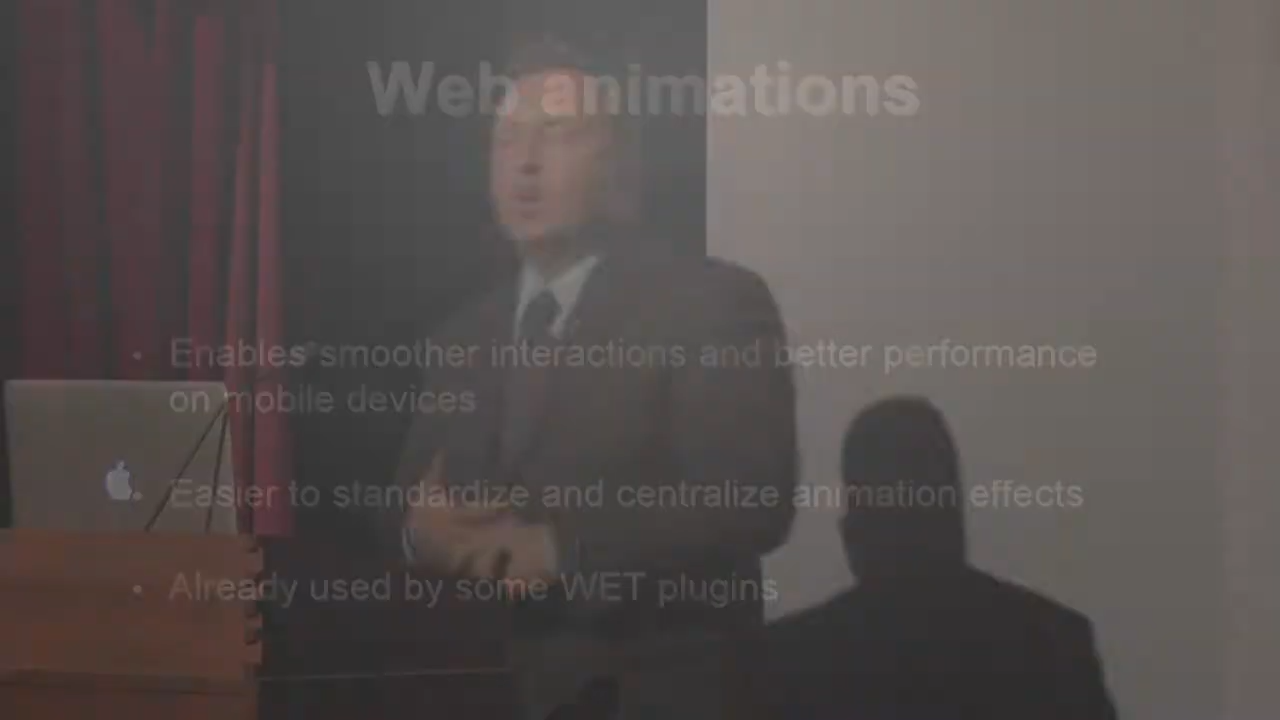 Web animations
• Enables smoother interactions and better performance
on mobile devices
• Easier to standardize and centralize animation effects
• Already used by some WET plugins